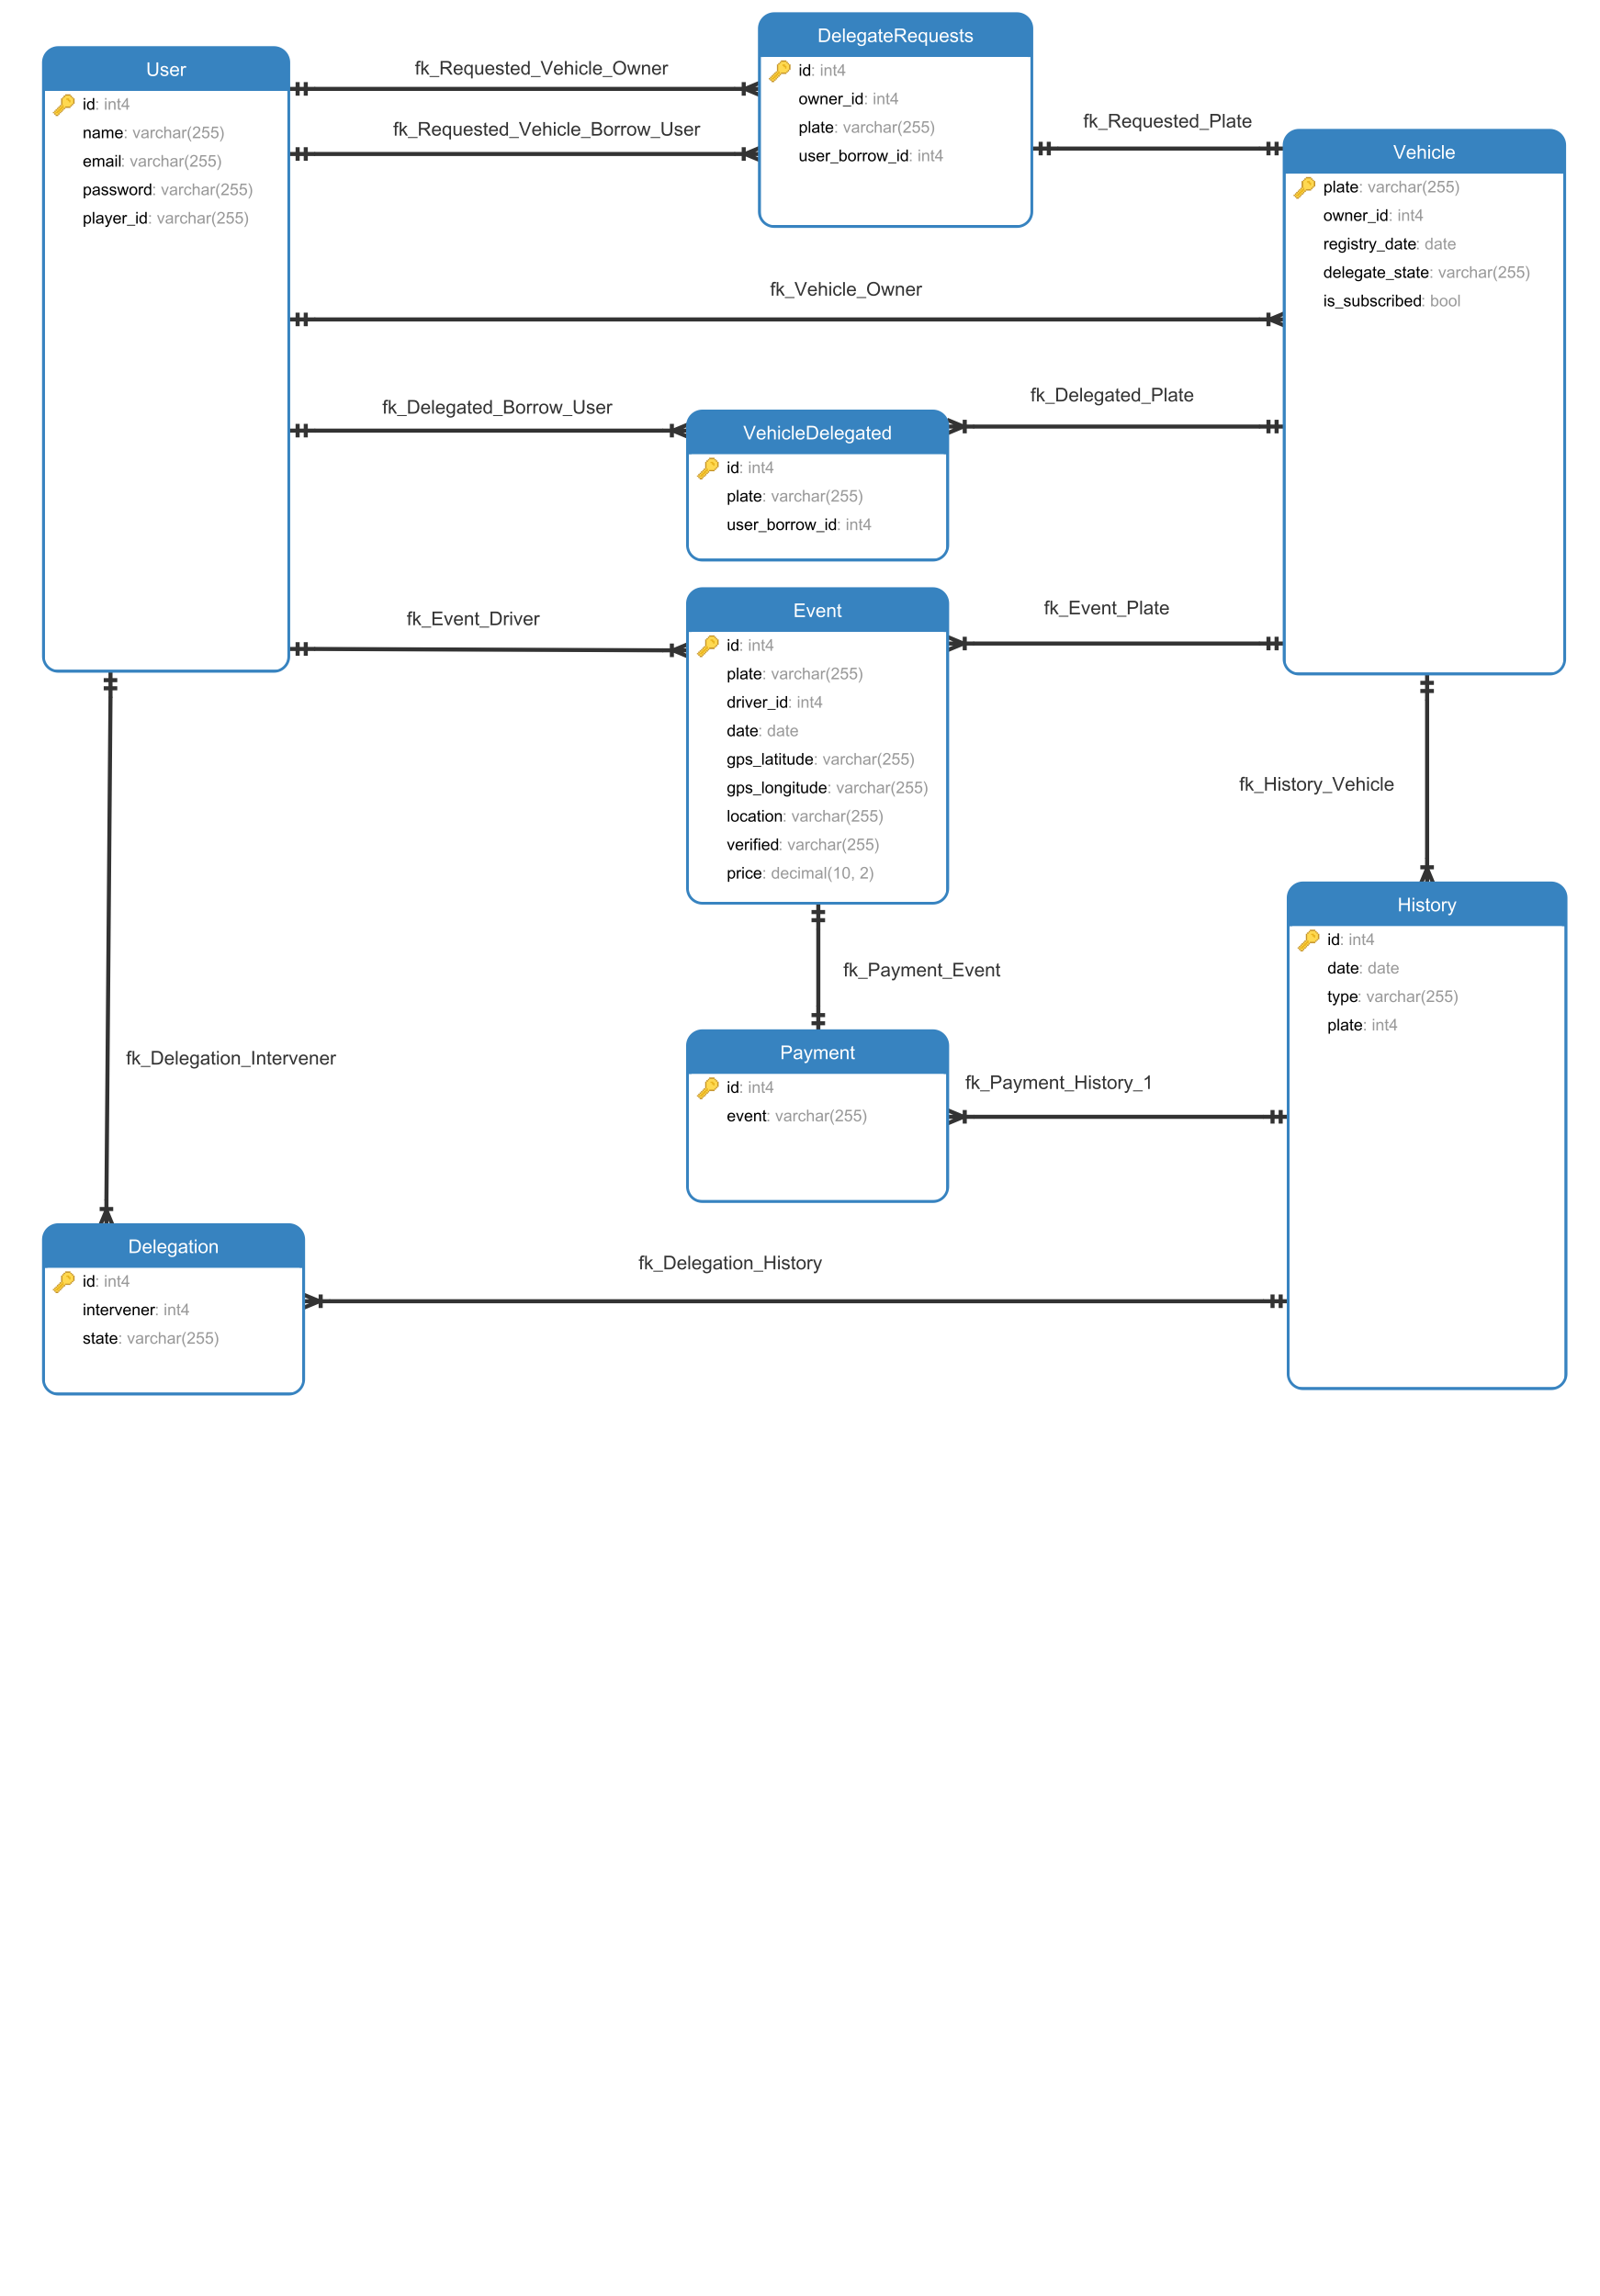 DelegateRequests
id: int4
owner_id: int4
plate: varchar(255)
user_borrow_id: int4
User
id: int4
name: varchar(255)
email: varchar(255)
password: varchar(255)
player_id: varchar(255)
fk_Requested_Vehicle_Owner
fk_Requested_Vehicle_Borrow_User
fk_Requested_Plate
Vehicle
plate: varchar(255)
owner_id: int4
registry_date: date
delegate_state: varchar(255)
is_subscribed: bool
fk_Vehicle_Owner
fk_Delegated_Borrow_User
fk_Delegated_Plate
VehicleDelegated
id: int4
plate: varchar(255)
user_borrow_id: int4
fk_Event_Driver
fk_Event_Plate
Event
id: int4
plate: varchar(255)
driver_id: int4
date: date
gps_latitude: varchar(255)
gps_longitude: varchar(255)
location: varchar(255)
verified: varchar(255)
price: decimal(10, 2)
fk_History_Vehicle
History
id: int4
date: date
type: varchar(255)
plate: int4
fk_Payment_Event
Payment
id: int4
event: varchar(255)
fk_Payment_History_1
fk_Delegation_Intervener
Delegation
id: int4
intervener: int4
state: varchar(255)
fk_Delegation_History